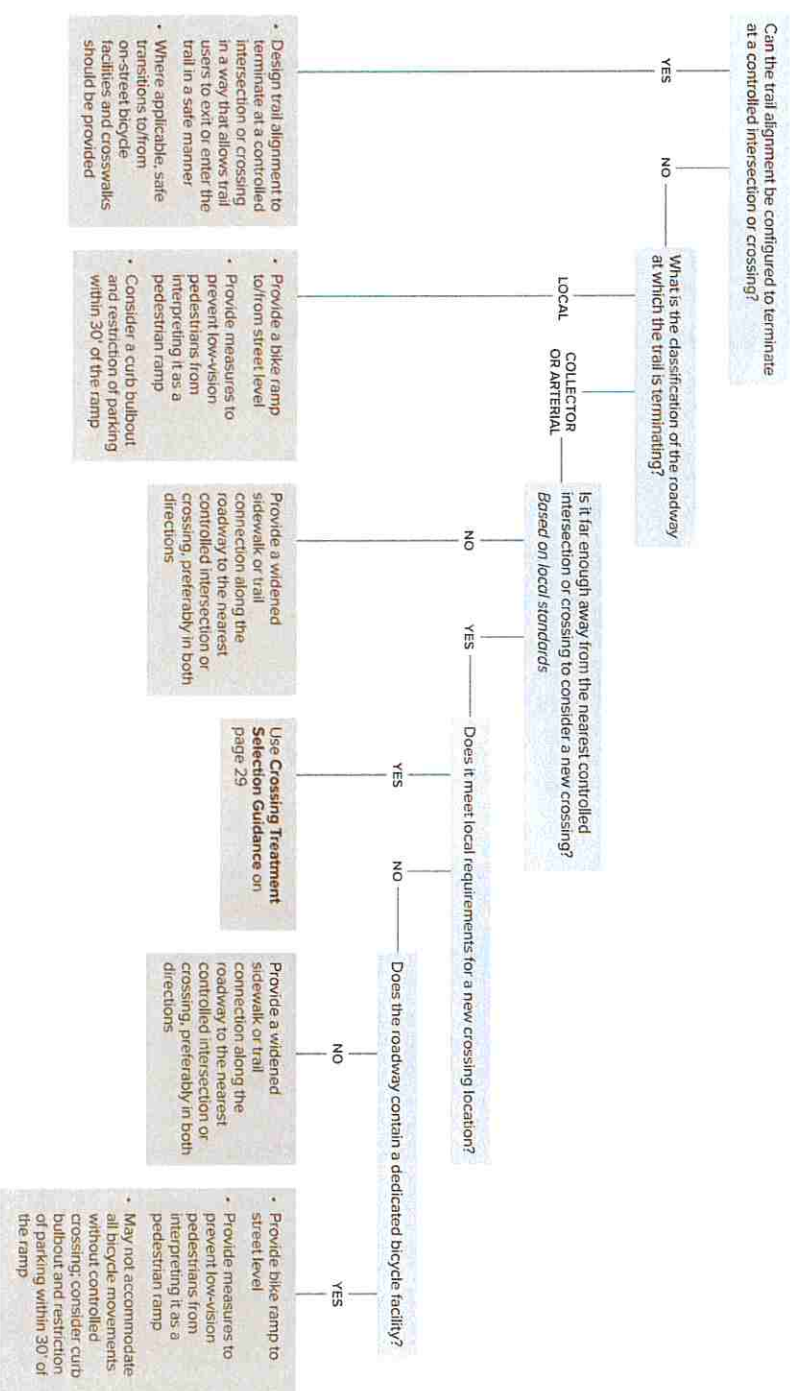 Can the trail alignment be configured to terminate
at a controlled intersection or crossing?
YES
NO
What is the classification of the roadway
at which the trail is terminating?
LOCAL
COLLECTOR
OR ARTERIAL
Is it far enough away from the nearest controlled
intersection or crossing to consider a new crossing?
Based on local standards
NO
YES
Does it meet local requirements for a new crossing location?
YES
NO
Does the roadway contain a dedicated bicycle facility?
NO
YES
• Design trail alignment to
terminate at a controlled
intersection or crossing
in a way that allows trail
users to exit or enter the
trail in a safe manner
• Where applicable, safe
transitions to/from
on-street bicycle
facilities and crosswalks
should be provided
• Provide a bike ramp
to/from street level
• Provide measures to
prevent low-vision
pedestrians from
interpreting it as a
pedestrian ramp
• Consider a curb bulbout
and restriction of parking
within 30' of the ramp
Provide a widened
sidewalk or trail
connection along the
roadway to the nearest
controlled intersection or
crossing, preferably in both
directions
Use Crossing Treatment
Selection Guidance on
page 29
Provide a widened
sidewalk or trail
connection along the
roadway to the nearest
controlled intersection or
crossing, preferably in both
directions
• Provide bike ramp to
street level
• Provide measures to
prevent low-vision
pedestrians from
interpreting it as a
pedestrian ramp
• May not accommodate
all bicycle movements
without controlled
crossing; consider curb
bulbout and restriction
of parking within 30' of
the ramp